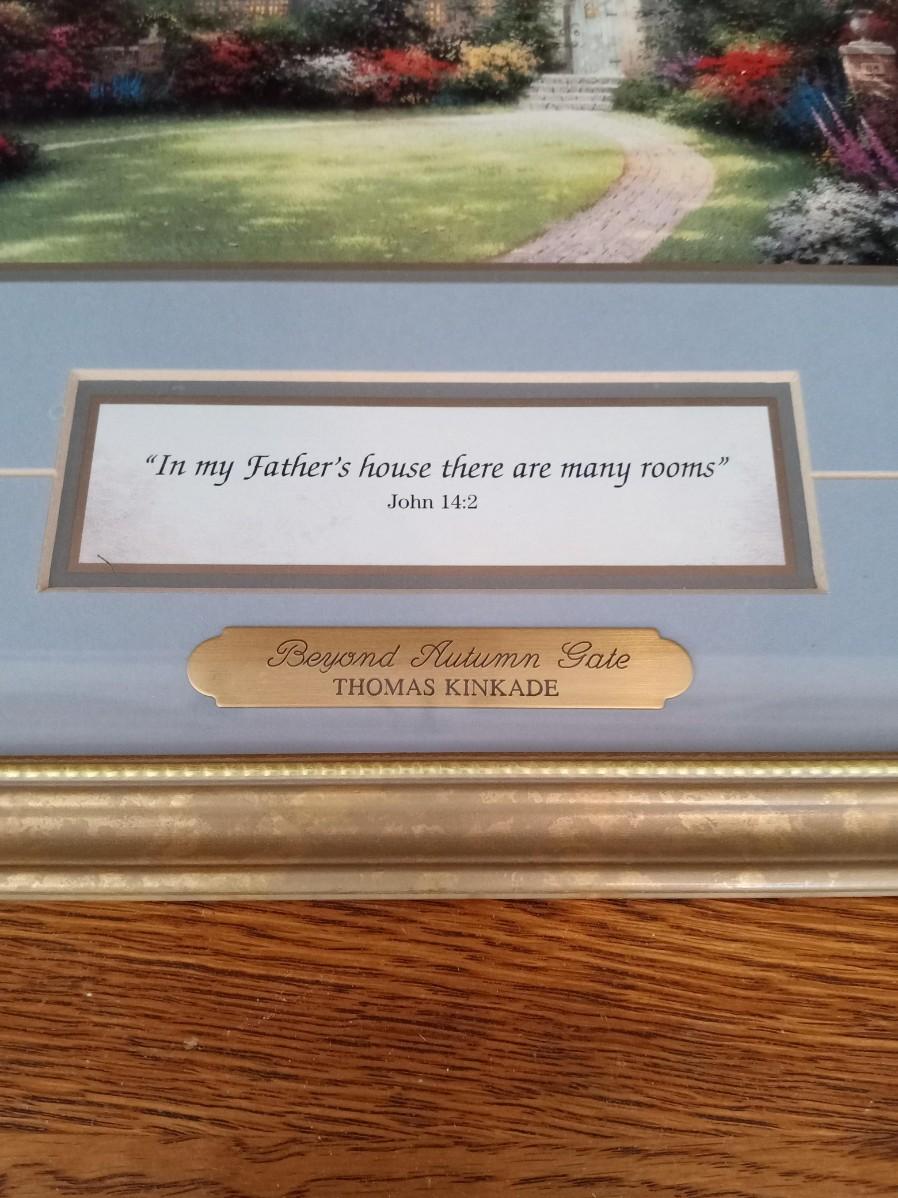 “In my Father’s house there are many rooms”
John 14:2
Beyond Autumn Gate
THOMAS KINKADE